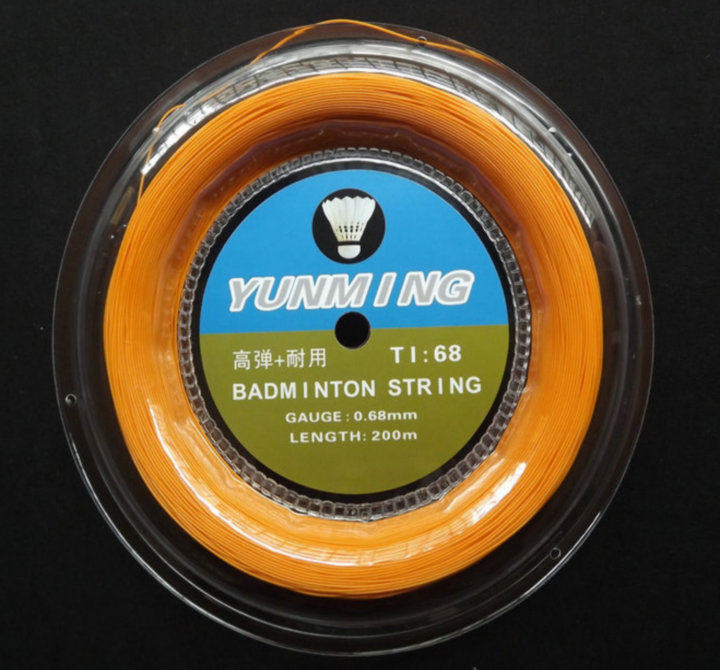 YUNMING
高弹+耐用 TI:68
BADMINTON STRING
GAUGE:0.68mm
LENGTH:200m